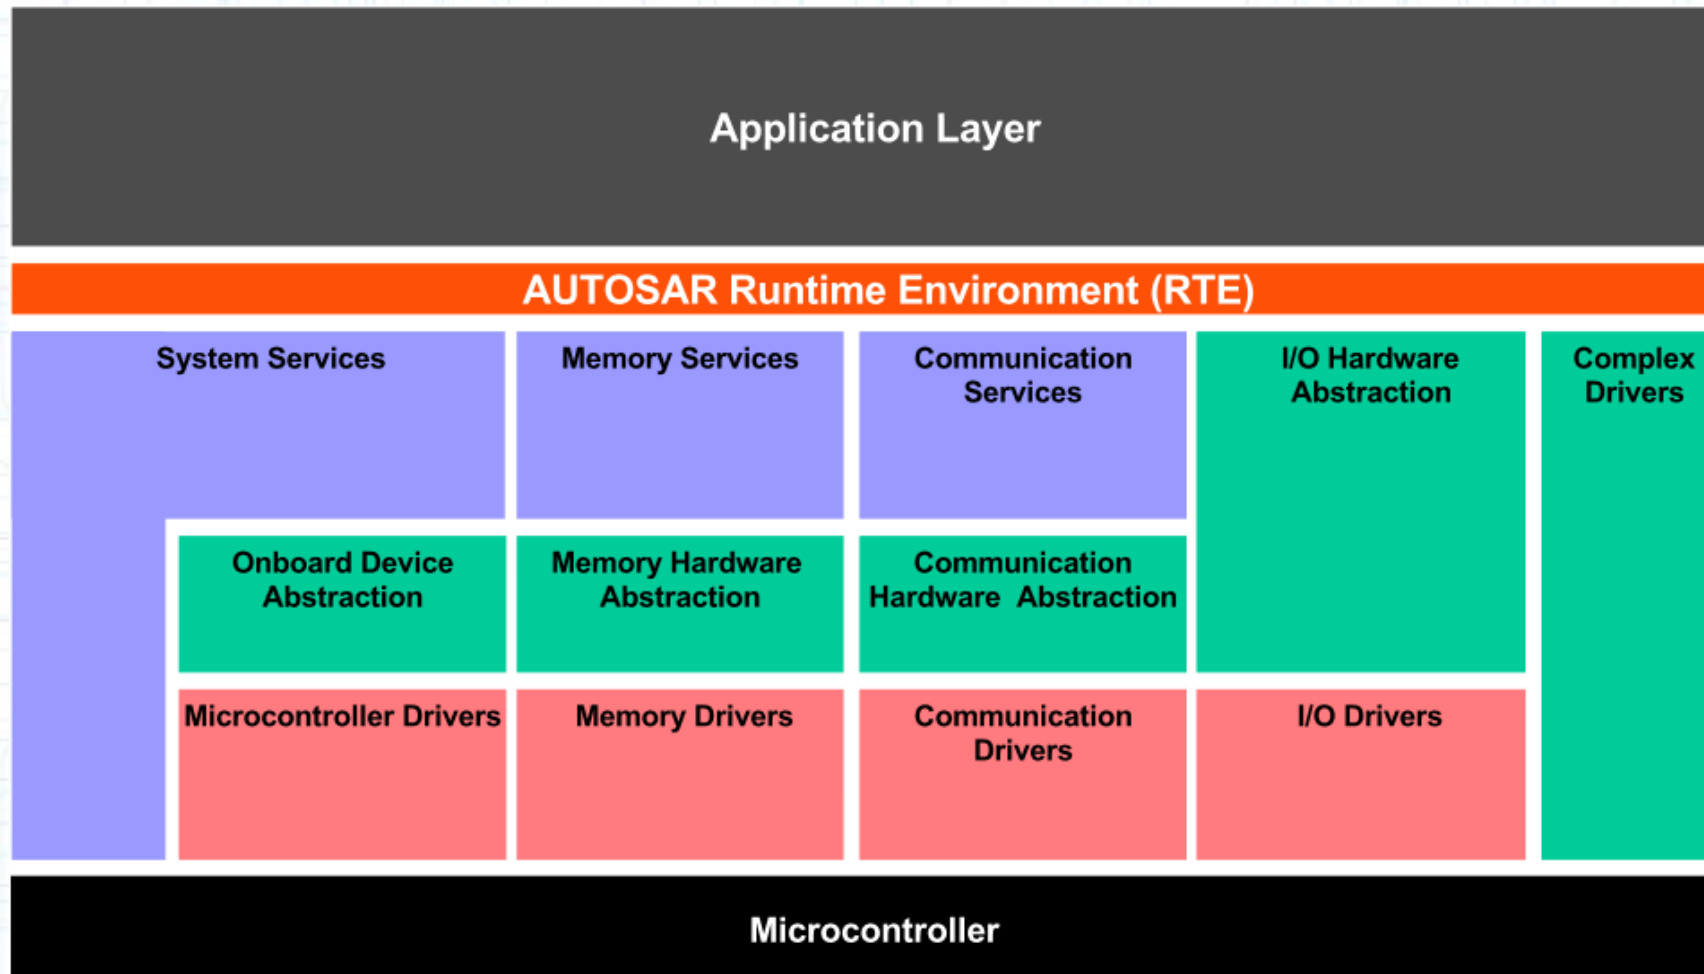 Application Layer
AUTOSAR Runtime Environment (RTE)
System Services
Memory Services
Communication
Services
I/O Hardware
Abstraction
Complex
Drivers
Onboard Device
Abstraction
Memory Hardware
Abstraction
Communication
Hardware  Abstraction
Microcontroller Drivers
Memory Drivers
Communication
Drivers
I/O Drivers
Microcontroller